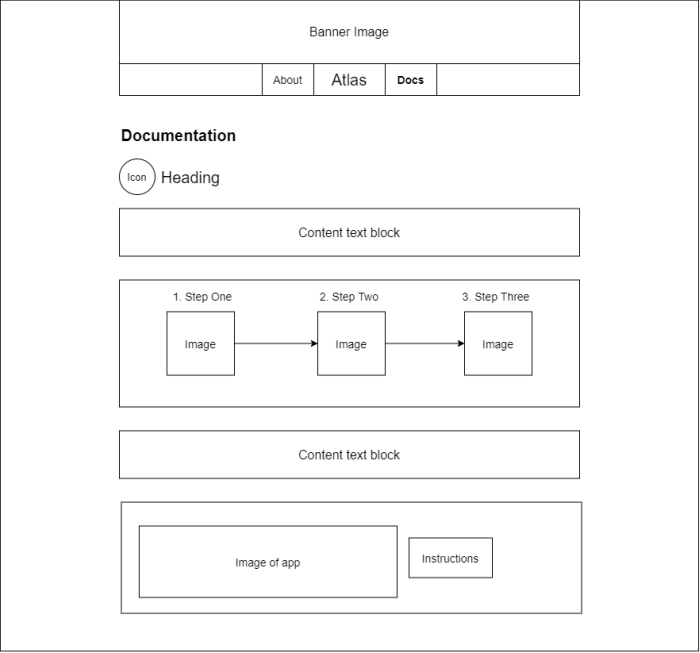 Banner Image
About Atlas Docs
Documentation
Icon Heading
Content text block
1. Step One 2. Step Two 3. Step Three
Image Image Image
Content text block
Image of app Instructions